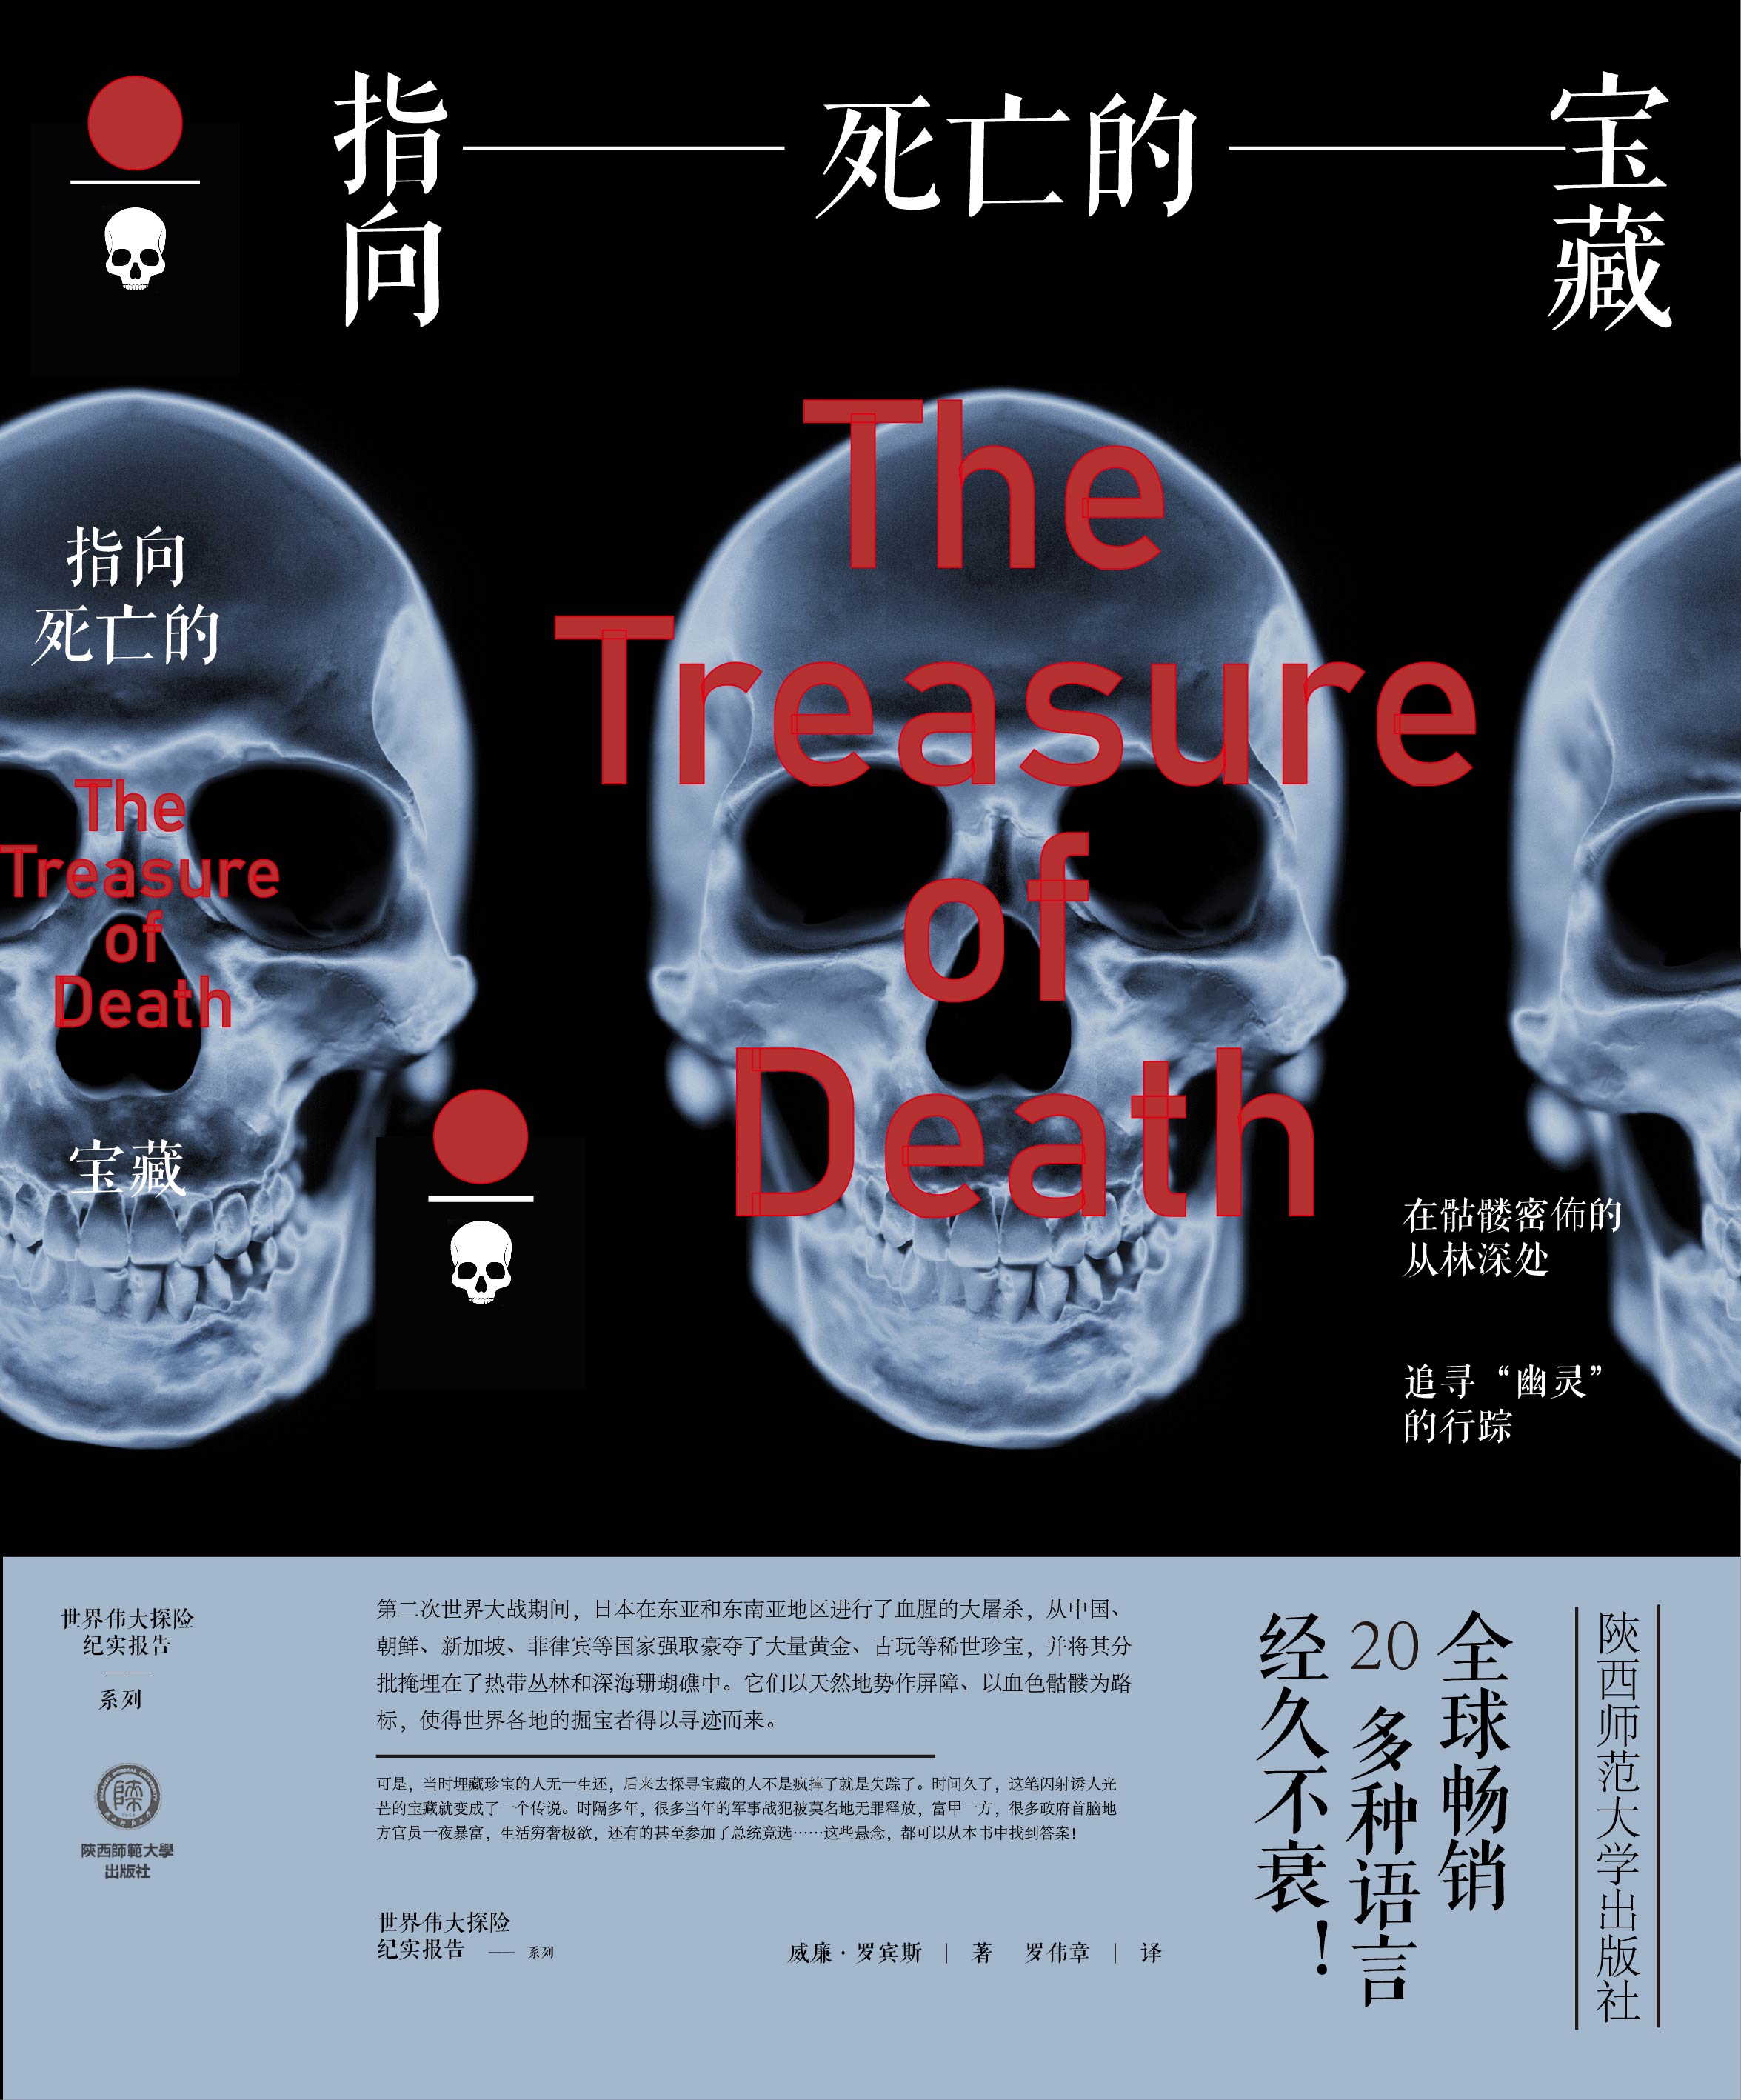 指向
死亡的
宝藏
指向
死亡的
The
Treasure
of
Death
宝藏
The
Treasure
of
Death
在骷髅密佈的
从林深处
追寻“幽灵”
的行踪
世界伟大探险
纪实报告
系列
陝西師範大學
出版社
第二次世界大战期间，日本在东亚和东南亚地区进行了血腥的大屠杀，从中国、
朝鲜、新加坡、菲律宾等国家强取豪夺了大量黄金、古玩等稀世珍宝，并将其分
批掩埋在了热带丛林和深海珊瑚礁中。它们以天然地势作屏障、以血色骷髅为路
标，使得世界各地的掘宝者得以寻迹而来。
可是，当时埋藏珍宝的人无一生还，后来去探寻宝藏的人不是疯掉了就是失踪了。时间久了，这笔闪射诱人光
芒的宝藏就变成了一个传说。时隔多年，很多当年的军事战犯被莫名地无罪释放，富甲一方，很多政府首脑地
方官员一夜暴富，生活穷奢极欲，还有的甚至参加了总统竞选……这些悬念，都可以从本书中找到答案！
世界伟大探险
纪实报告 —— 系列
威廉·罗宾斯 | 著 罗伟章 | 译
全球畅销
20多种语言
经久不衰！
陕西师范大学出版社